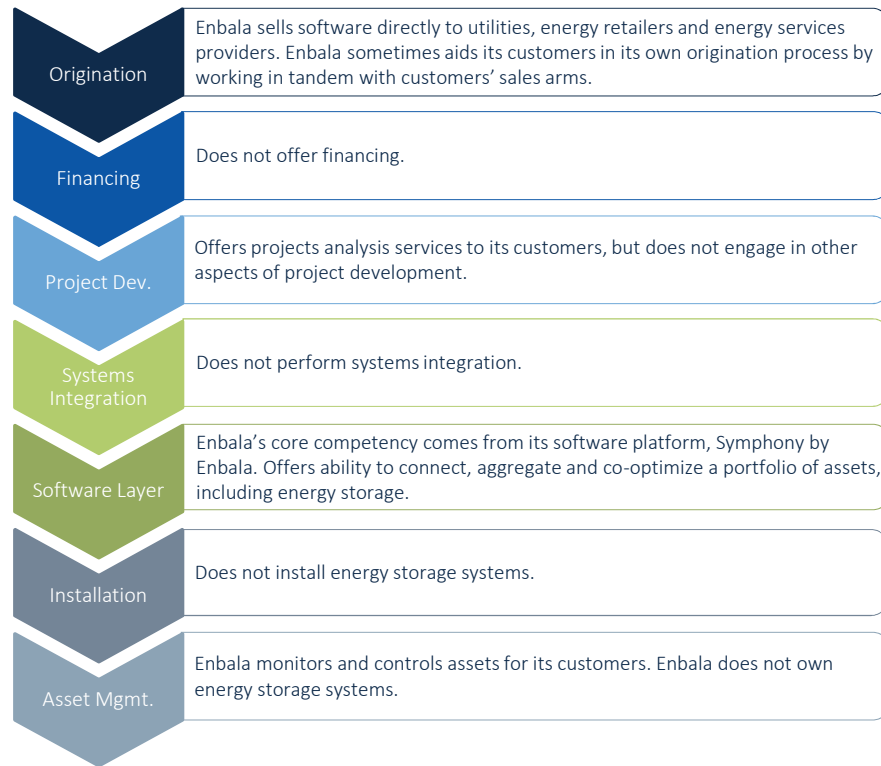 Origination
Enbala sells software directly to utilities, energy retailers and energy services
providers. Enbala sometimes aids its customers in its own origination process by
working in tandem with customers’ sales arms.
Financing
Does not offer financing.
Project Dev.
Offers projects analysis services to its customers, but does not engage in other
aspects of project development.
Systems
Integration
Does not perform systems integration.
Software Layer
Enbala’s core competency comes from its software platform, Symphony by
Enbala. Offers ability to connect, aggregate and co-optimize a portfolio of assets,
including energy storage.
Installation
Does not install energy storage systems.
Asset Mgmt.
Enbala monitors and controls assets for its customers. Enbala does not own
energy storage systems.